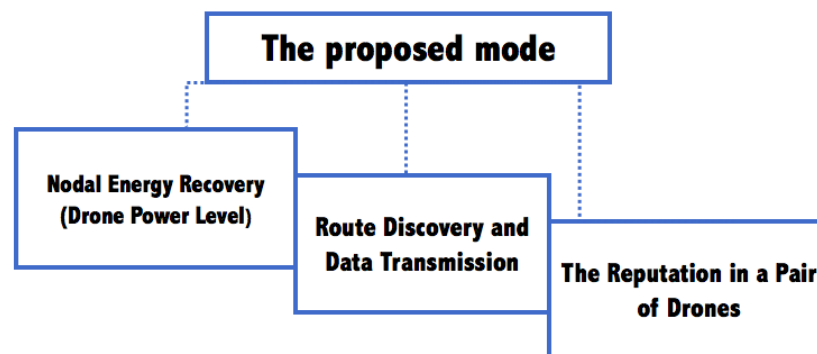 The proposed mode
Nodal Energy Recovery
(Drone Power Level)
Route Discovery and
Data Transmission
The Reputation in a Pair
of Drones